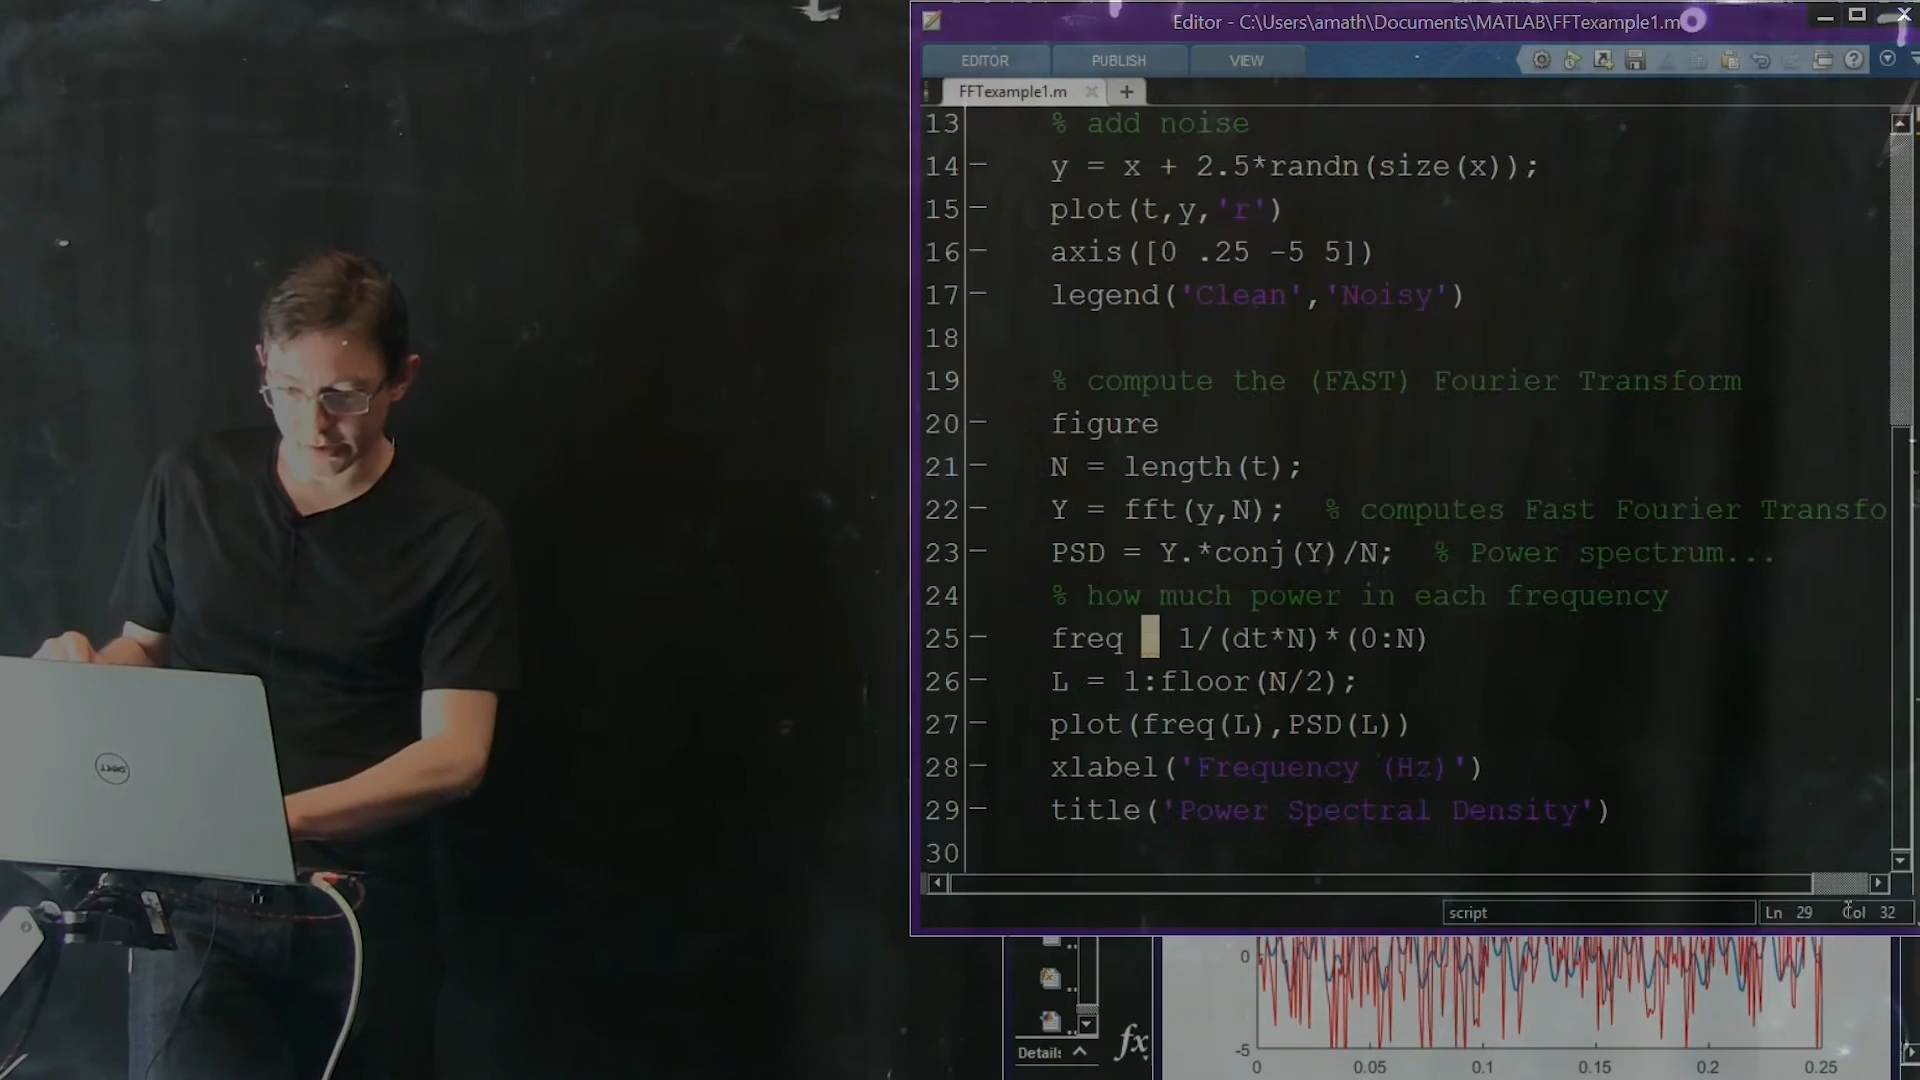 Editor - C:\Users\amath\Documents\MATLAB\FFTexample1.m
EDITOR PUBLISH VIEW
FFTexample1.m
13 % add noise
14 y = x + 2.5*randn(size(x));
15 plot(t,y,'r')
16 axis([0 .25 -5 5])
17 legend('Clean','Noisy')
18
19 % compute the (FAST) Fourier Transform
20 figure
21 N = length(t);
22 Y = fft(y,N); % computes Fast Fourier Transfo
23 PSD = Y.*conj(Y)/N; % Power spectrum...
24 % how much power in each frequency
25 freq 1/(dt*N)*(0:N)
26 L = 1:floor(N/2);
27 plot(freq(L),PSD(L))
28 xlabel('Frequency (Hz)')
29 title('Power Spectral Density')
30
script Ln 29 Col 32
DELL
Details
fx
0
-5
0 0.05 0.1 0.15 0.2 0.25